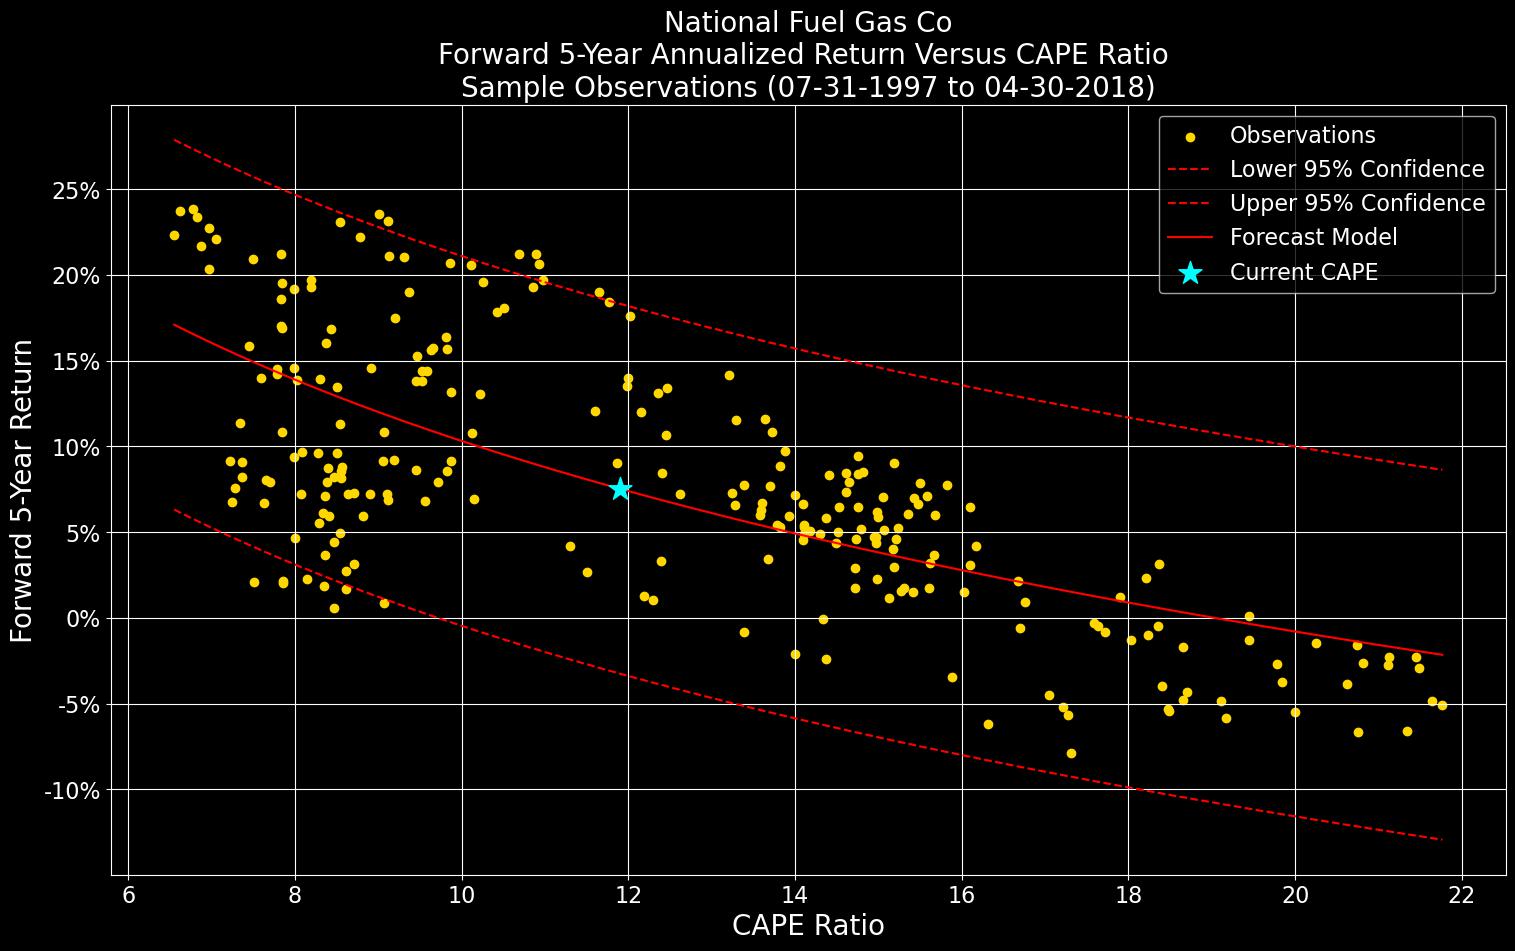 National Fuel Gas Co
Forward 5-Year Annualized Return Versus CAPE Ratio
Sample Observations (07-31-1997 to 04-30-2018)
Observations
Lower 95% Confidence
Upper 95% Confidence
Forecast Model
Current CAPE
Forward 5-Year Return
25%
20%
15%
10%
5%
0%
-5%
-10%
6 8 10 12 14 16 18 20 22
CAPE Ratio